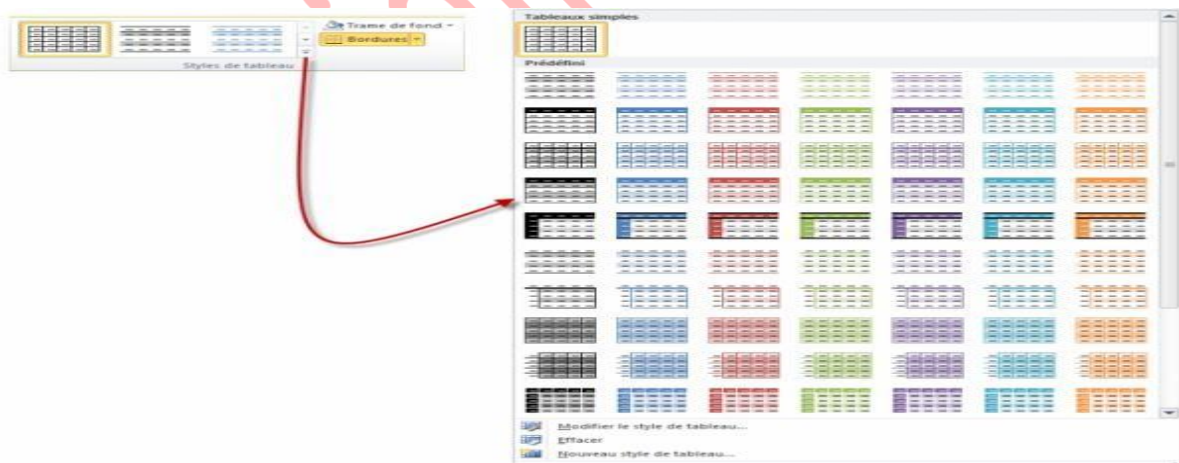 Trame de fond
Bordures
Styles de tableau
Tableaux simples
Prédéfini
Modifier le style de tableau...
Effacer
Nouveau style de tableau...